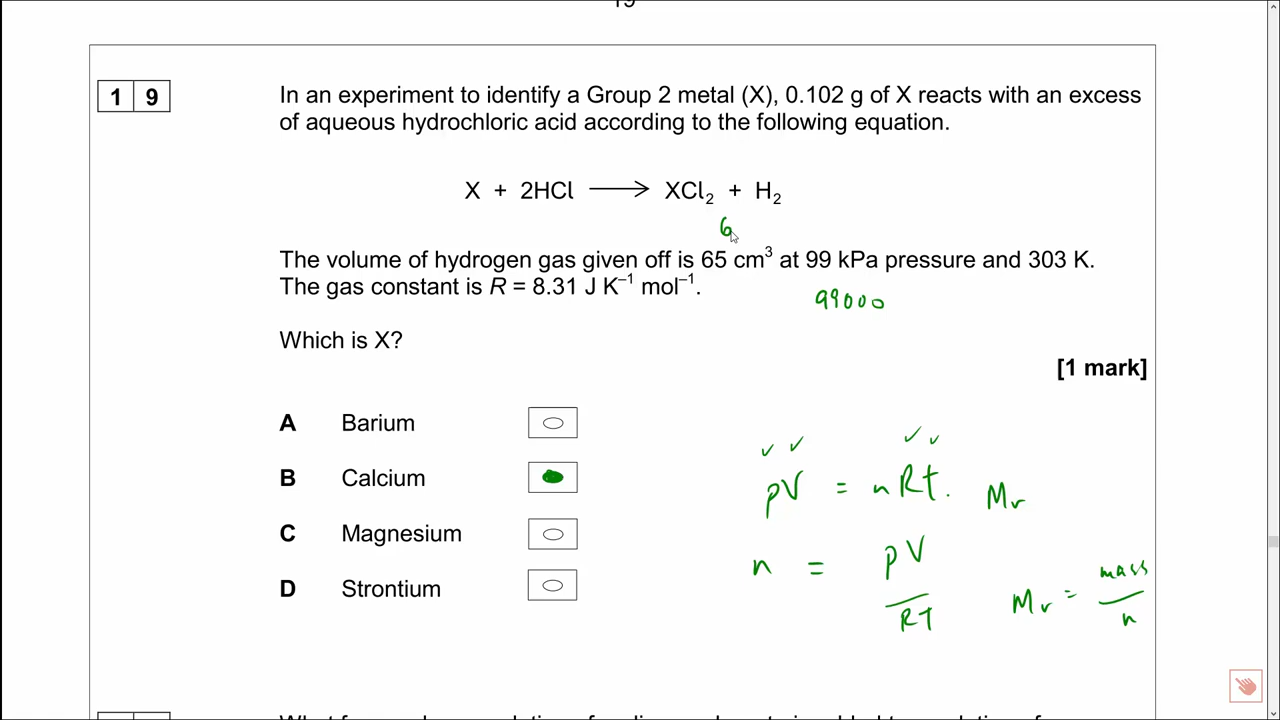 1 9
In an experiment to identify a Group 2 metal (X), 0.102 g of X reacts with an excess
of aqueous hydrochloric acid according to the following equation.
X + 2HCl ⟶ XCl₂ + H₂
6
The volume of hydrogen gas given off is 65 cm³ at 99 kPa pressure and 303 K.
The gas constant is R = 8.31 J K⁻¹ mol⁻¹.
99000
Which is X?
[1 mark]
A Barium
B Calcium
C Magnesium
D Strontium
✓ ✓ ✓ ✓
pV = nRt. Mr
n = pV / RT
Mr = mass / n